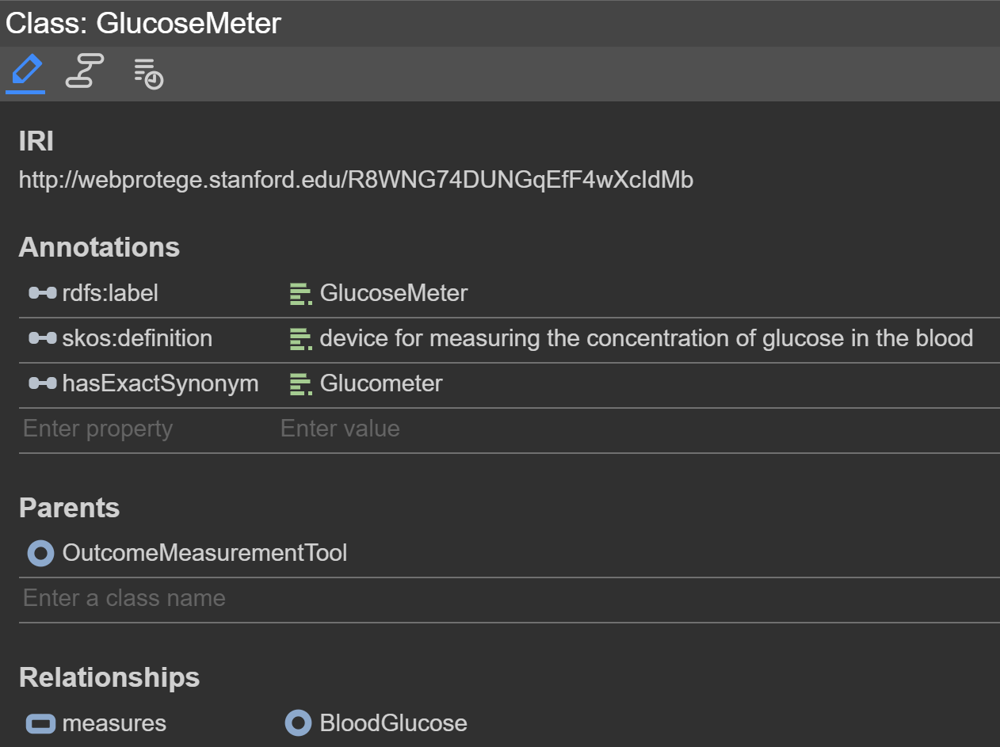 Class: GlucoseMeter
IRI
http://webprotege.stanford.edu/R8WNG74DUNGqEfF4wXcIdMb
Annotations
rdfs:label GlucoseMeter
skos:definition device for measuring the concentration of glucose in the blood
hasExactSynonym Glucometer
Enter property Enter value
Parents
OutcomeMeasurementTool
Enter a class name
Relationships
measures BloodGlucose